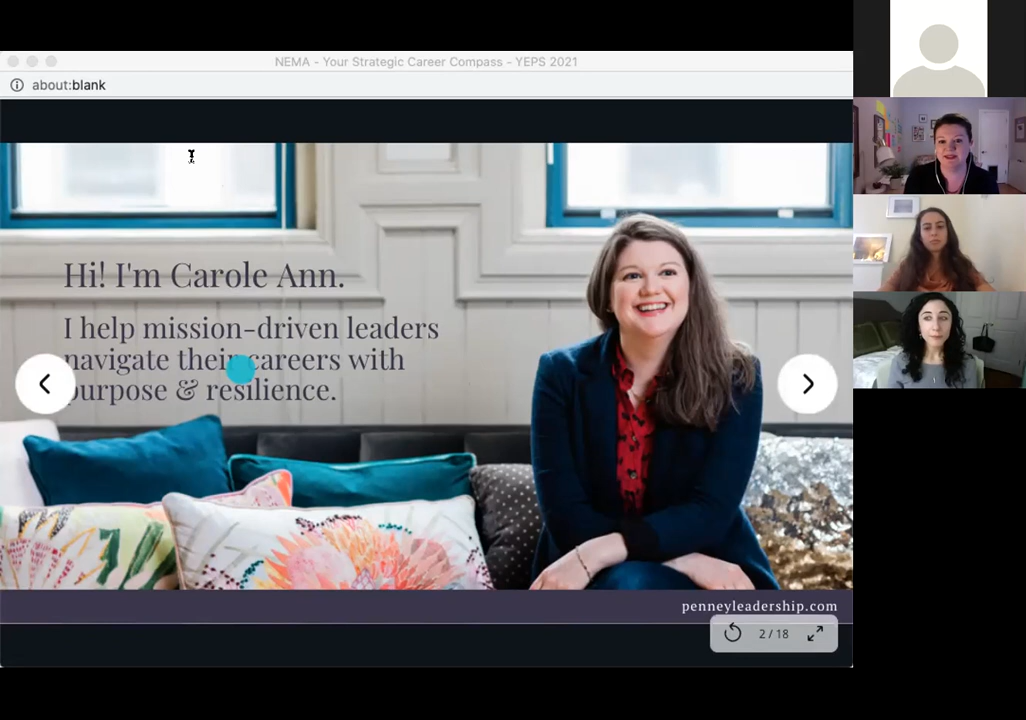 NEMA - Your Strategic Career Compass - YEPS 2021
about:blank
Hi! I'm Carole Ann.
I help mission-driven leaders
navigate their careers with
purpose & resilience.
penneyleadership.com
2 / 18